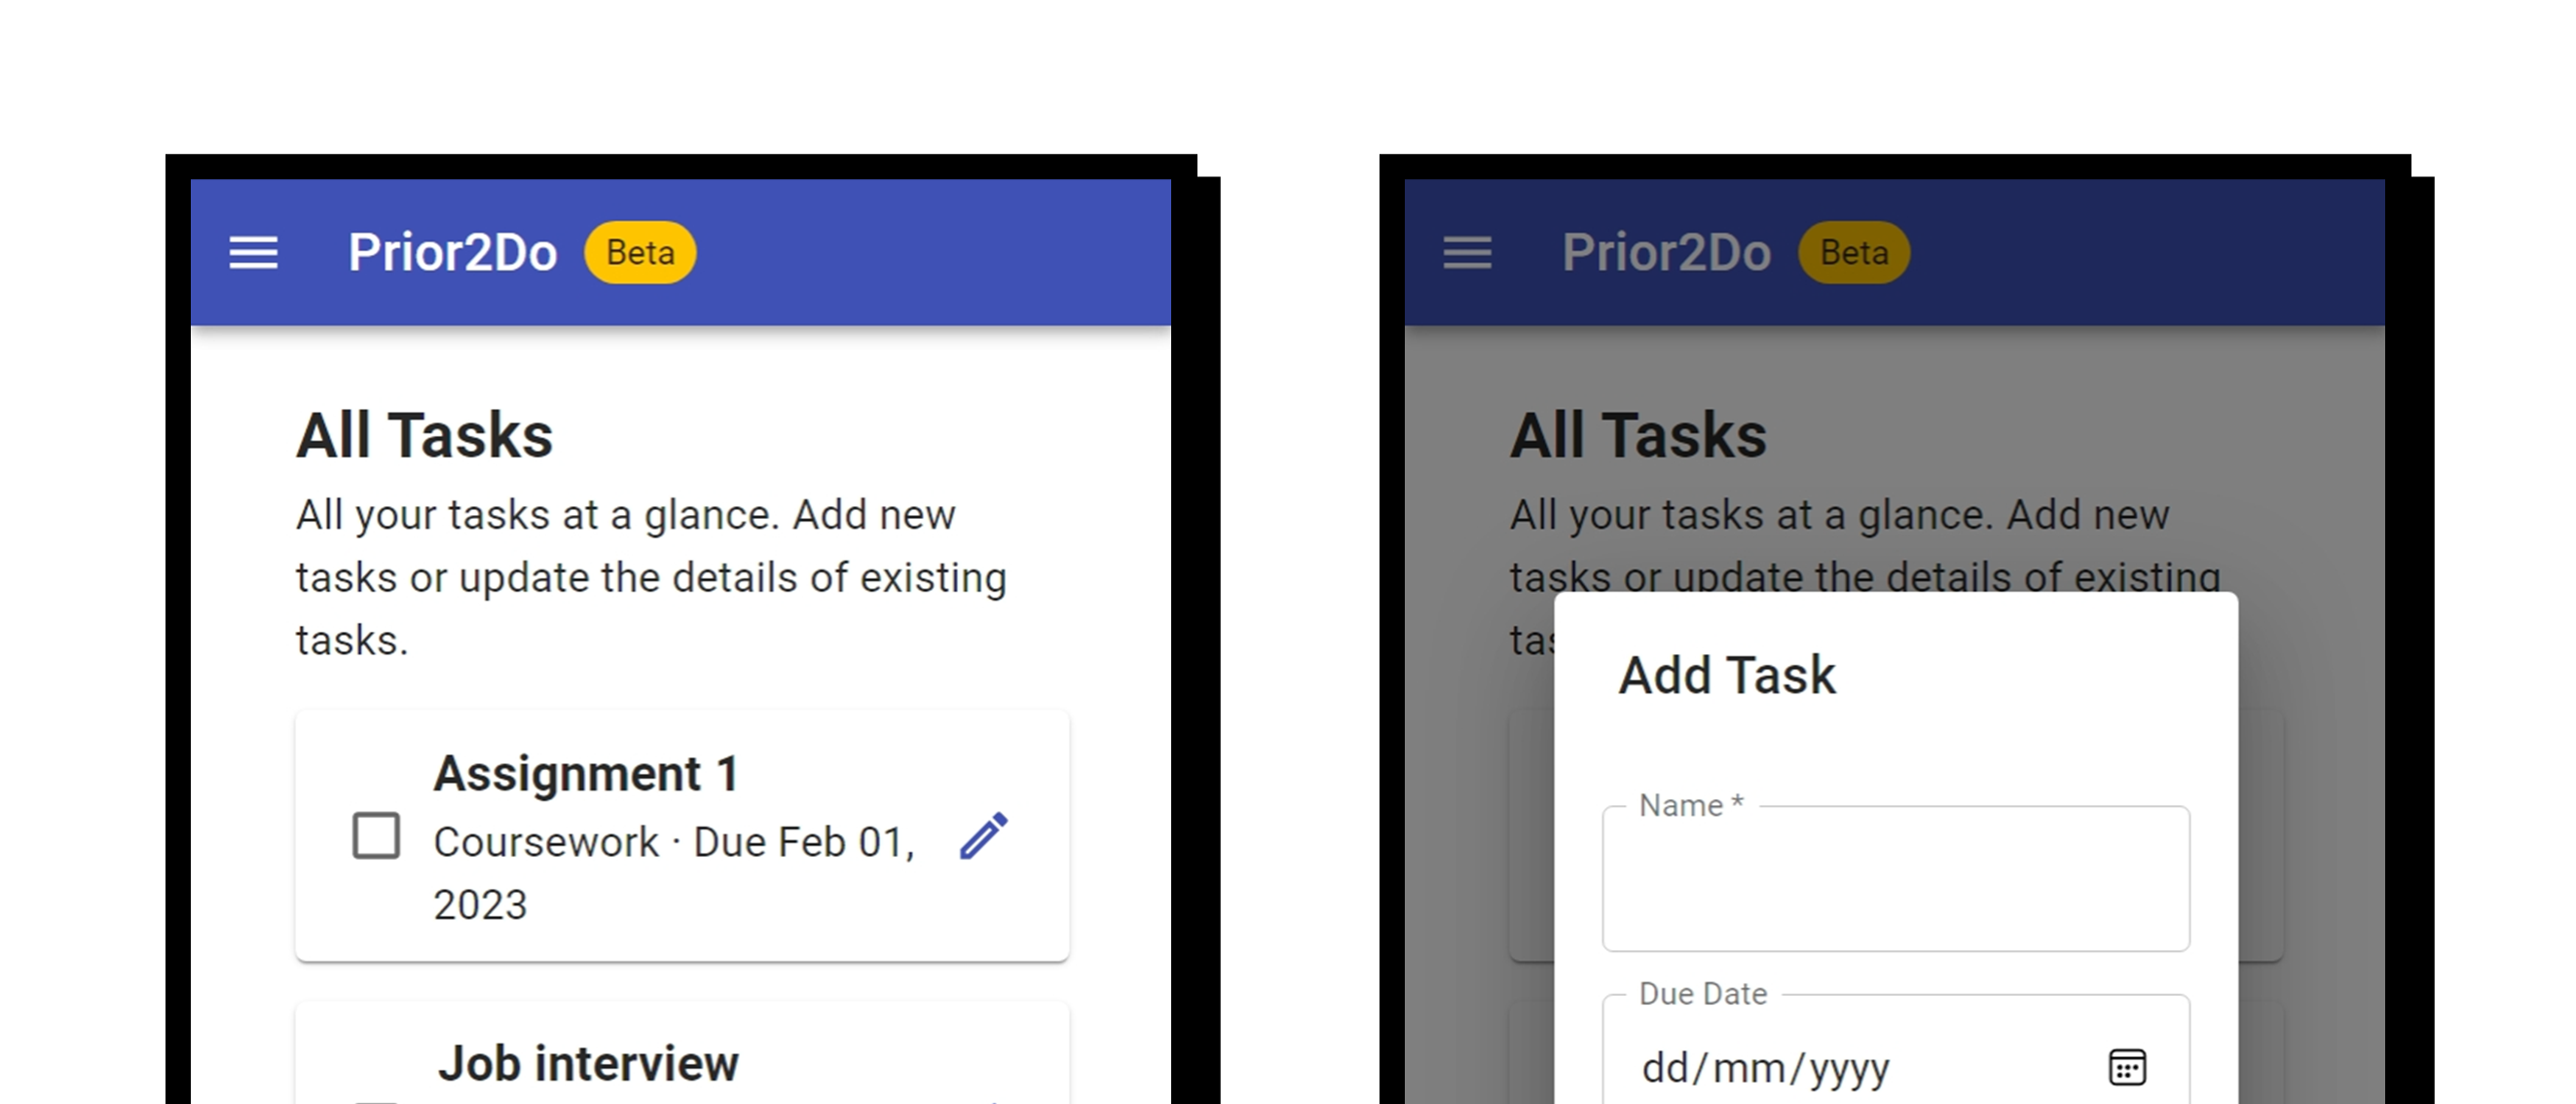 Prior2Do Beta
All Tasks
All your tasks at a glance. Add new
tasks or update the details of existing
tasks.
Assignment 1
Coursework · Due Feb 01,
2023
Job interview
Prior2Do Beta
All Tasks
All your tasks at a glance. Add new
tasks or update the details of existing
Add Task
Name *
Due Date
dd/mm/yyyy